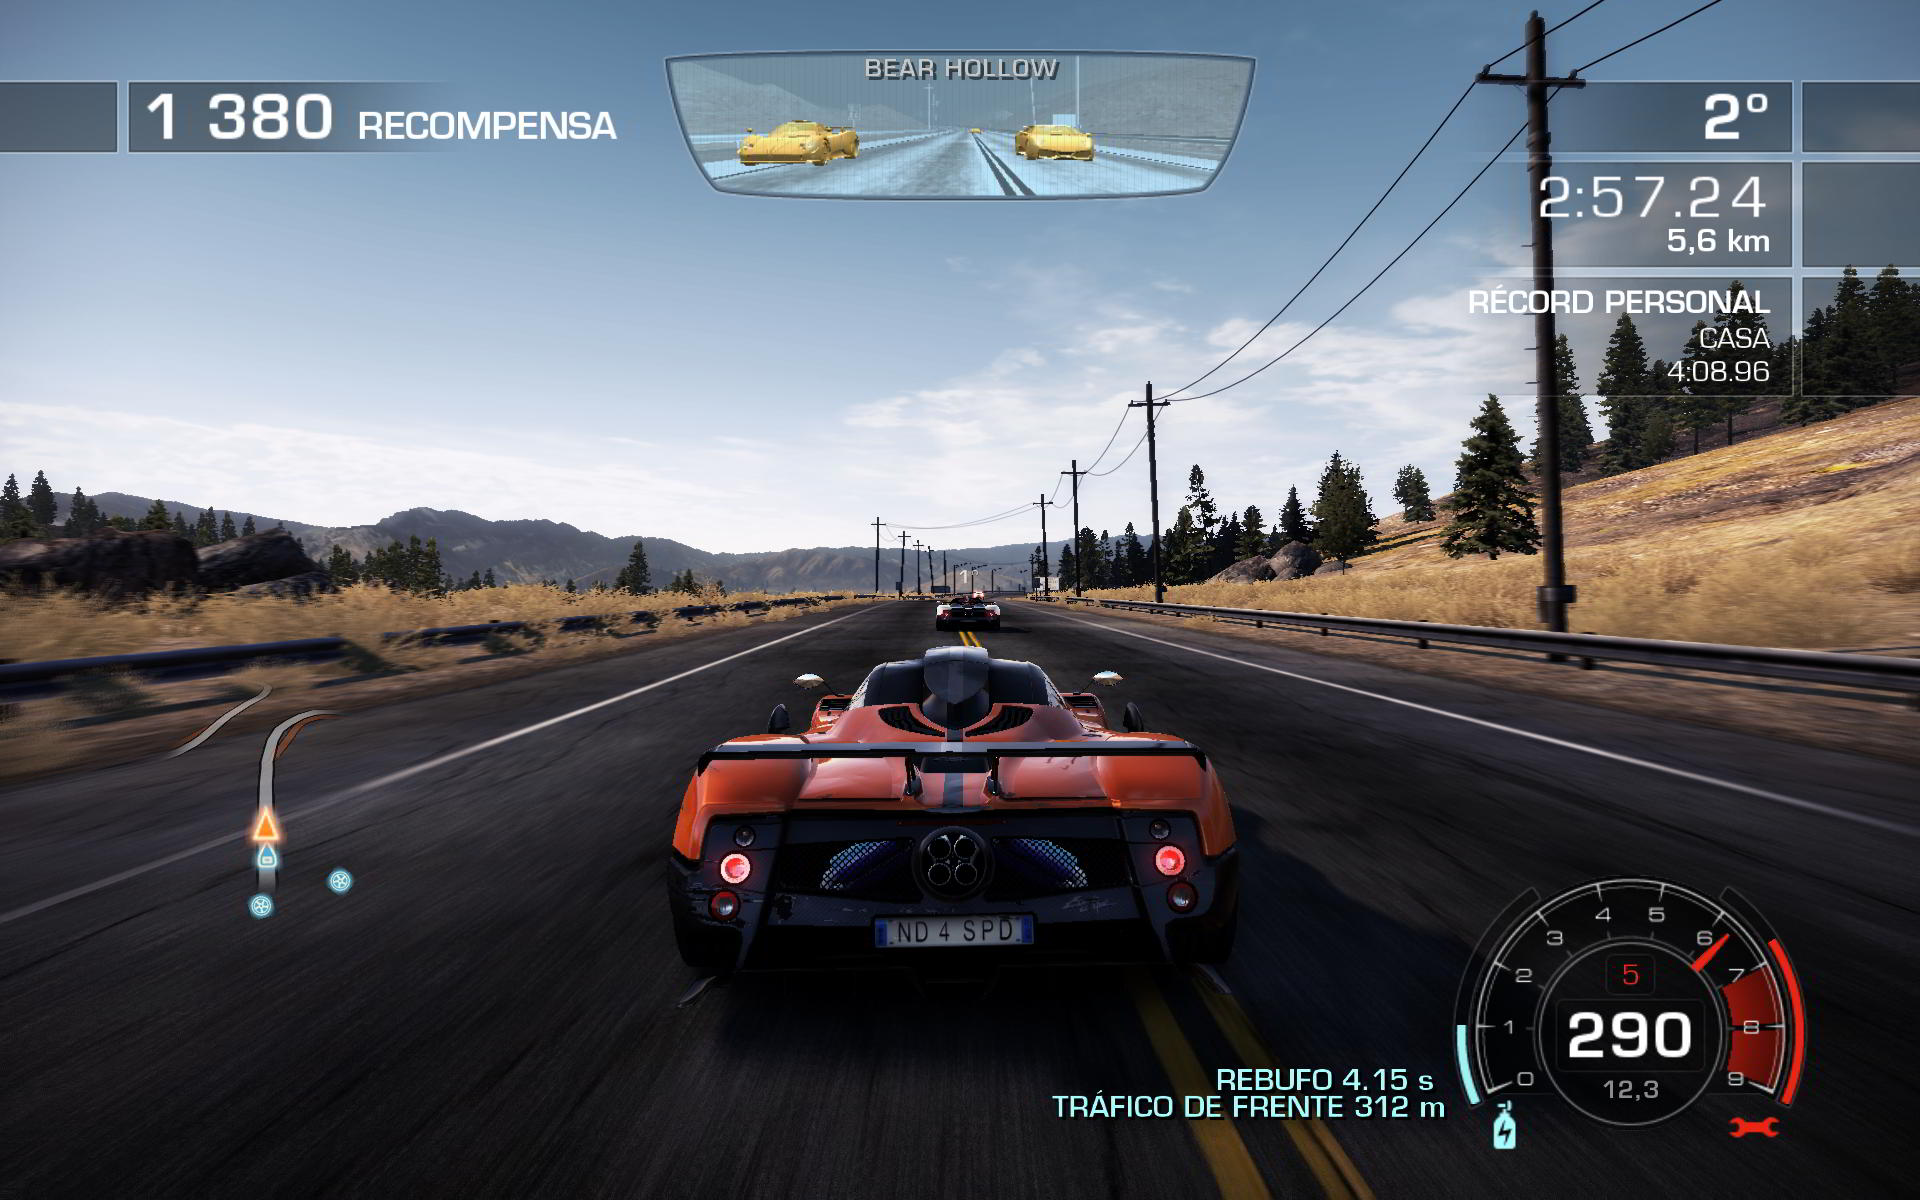 BEAR HOLLOW
1 380 RECOMPENSA
2º
2:57.24
5,6 km
RÉCORD PERSONAL
CASA
4:08.96
1º
ND 4 SPD
REBUFO 4.15 s
TRÁFICO DE FRENTE 312 m
0 1 2 3 4 5 6 7 8 9
5
290
12,3